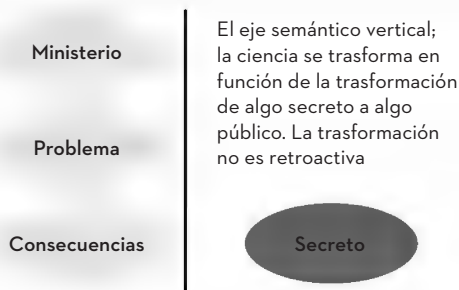 Ministerio
Problema
Consecuencias
El eje semántico vertical;
la ciencia se trasforma en
función de la trasformación
de algo secreto a algo
público. La trasformación
no es retroactiva
Secreto